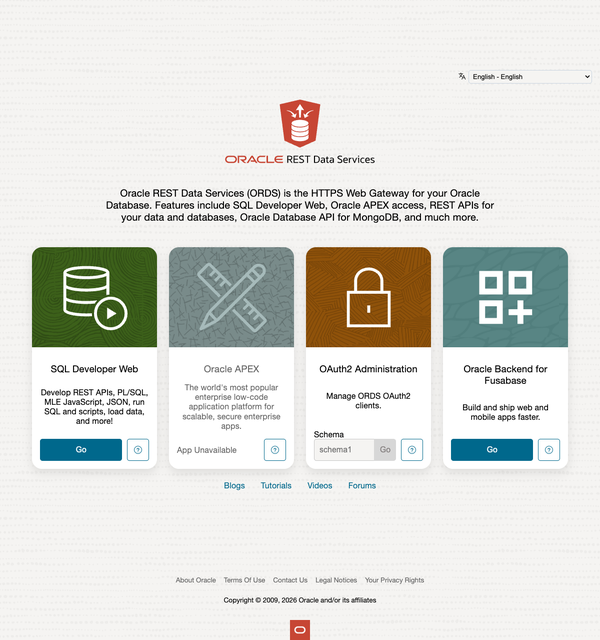 English - English
ORACLE REST Data Services
Oracle REST Data Services (ORDS) is the HTTPS Web Gateway for your Oracle
Database. Features include SQL Developer Web, Oracle APEX access, REST APIs for
your data and databases, Oracle Database API for MongoDB, and much more.
SQL Developer Web
Develop REST APIs, PL/SQL,
MLE JavaScript, JSON, run
SQL and scripts, load data,
and more!
Go
Oracle APEX
The world's most popular
enterprise low-code
application platform for
scalable, secure enterprise
apps.
App Unavailable
OAuth2 Administration
Manage ORDS OAuth2
clients.
Schema
schema1 Go
Oracle Backend for
Fusabase
Build and ship web and
mobile apps faster.
Go
Blogs Tutorials Videos Forums
About Oracle Terms Of Use Contact Us Legal Notices Your Privacy Rights
Copyright © 2009, 2026 Oracle and/or its affiliates